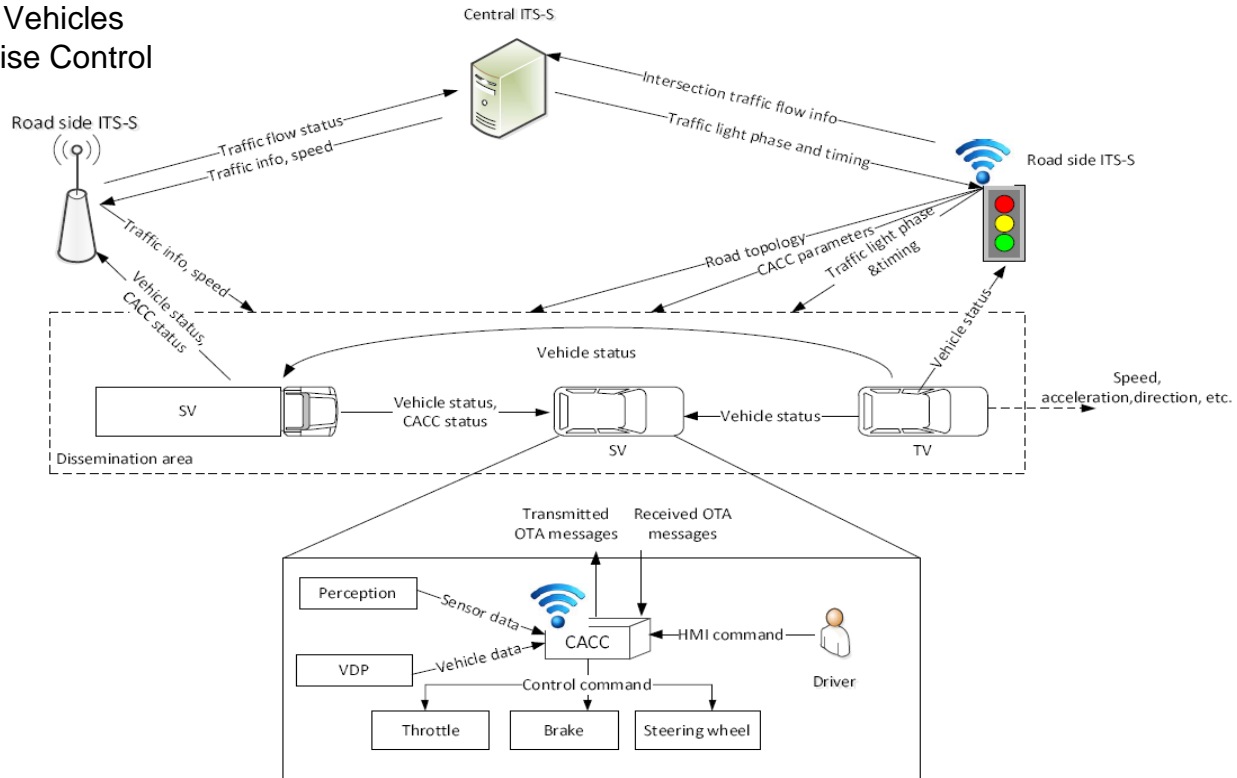 Vehicles
ise Control
Central ITS-S
Road side ITS-S
Traffic flow status
Traffic info, speed
Intersection traffic flow info
Traffic light phase and timing
Road side ITS-S
Traffic info, speed
Vehicle status,
CACC status
Road topology
CACC parameters
Traffic light phase
&timing
Vehicle status
Vehicle status
SV
Vehicle status,
CACC status
SV
Vehicle status
TV
Speed,
acceleration,direction, etc.
Dissemination area
Transmitted
OTA messages
Received OTA
messages
Perception
Sensor data
VDP
Vehicle data
CACC
HMI command
Driver
Control command
Throttle
Brake
Steering wheel